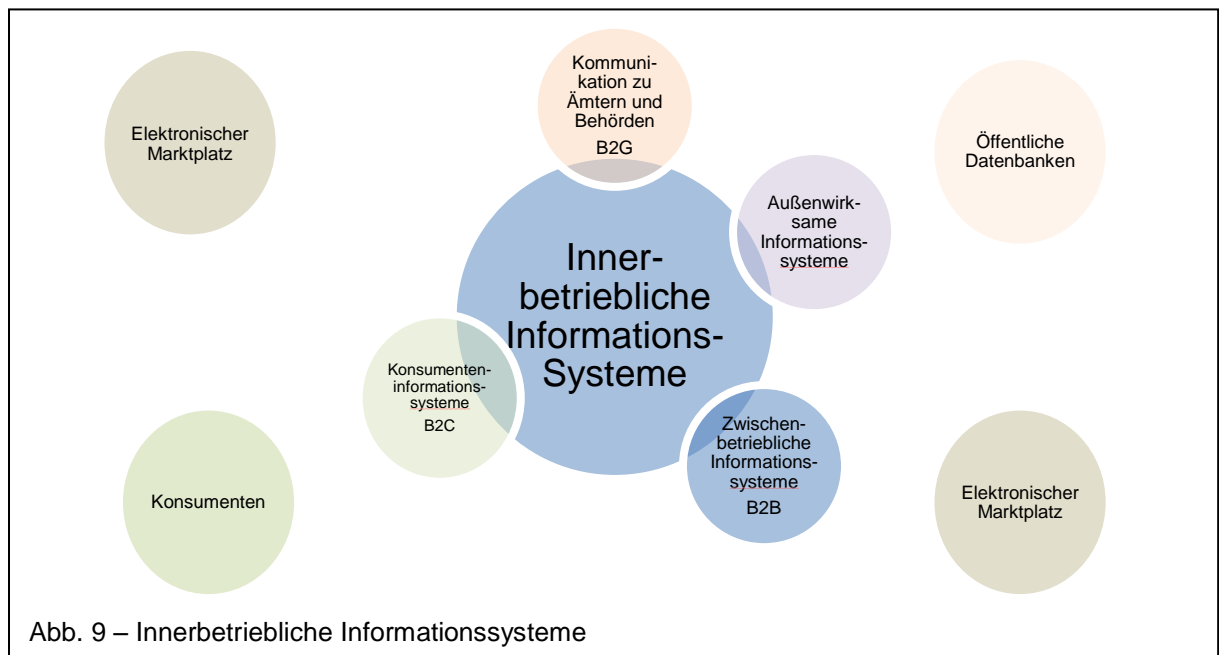 Elektronischer
Marktplatz
Kommuni-
kation zu
Ämtern und
Behörden
B2G
Öffentliche
Datenbanken
Außenwirk-
same
Informations-
systeme
Inner-
betriebliche
Informations-
Systeme
Konsumenten-
informations-
systeme
B2C
Zwischen-
betriebliche
Informations-
systeme
B2B
Konsumenten
Elektronischer
Marktplatz
Abb. 9 – Innerbetriebliche Informationssysteme